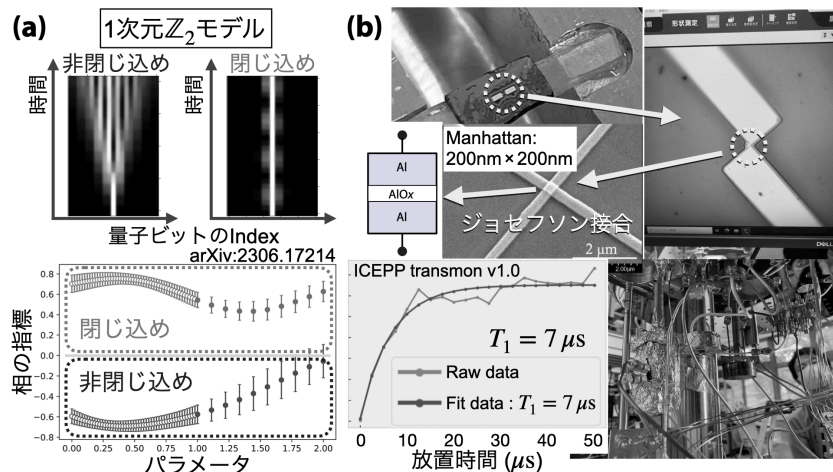 (a)
1次元ℤ₂モデル
非閉じ込め
閉じ込め
時間
時間
量子ビットのIndex
arXiv:2306.17214
相の指標
0.8
0.6
0.4
0.2
0.0
−0.2
−0.4
−0.6
−0.8
閉じ込め
非閉じ込め
0.00 0.25 0.50 0.75 1.00 1.25 1.50 1.75 2.00
パラメータ
(b)
形状測定
Al
AlOx
Al
Manhattan:
200nm × 200nm
ジョセフソン接合
2 μm
DELL
ICEPP transmon v1.0
T₁ = 7 μs
Raw data
Fit data : T₁ = 7 μs
0 10 20 30 40 50
放置時間 (μs)
2.00μm